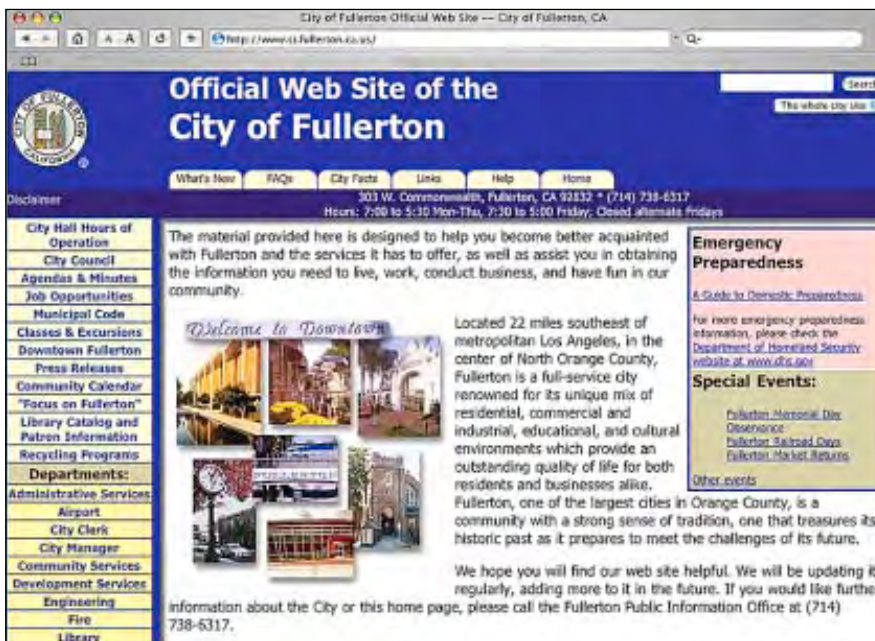 City of Fullerton Official Web Site -- City of Fullerton, CA
A A
http://www.ci.fullerton.ca.us/
Q-
CITY OF FULLERTON
CALIFORNIA
Official Web Site of the
City of Fullerton
Search
The whole city site
What's New FAQs City Facts Links Help Home
Disclaimer
303 W. Commonwealth, Fullerton, CA 92832 * (714) 738-6317
Hours: 7:00 to 5:30 Mon-Thu, 7:30 to 5:00 Friday; Closed alternate Fridays
City Hall Hours of
Operation
City Council
Agendas & Minutes
Job Opportunities
Municipal Code
Classes & Excursions
Downtown Fullerton
Press Releases
Community Calendar
"Focus on Fullerton"
Library Catalog and
Patron Information
Recycling Programs
Departments:
Administrative Services
Airport
City Clerk
City Manager
Community Services
Development Services
Engineering
Fire
Library
The material provided here is designed to help you become better acquainted
with Fullerton and the services it has to offer, as well as assist you in obtaining
the information you need to live, work, conduct business, and have fun in our
community.
Welcome to Downtown
Located 22 miles southeast of
metropolitan Los Angeles, in the
center of North Orange County,
Fullerton is a full-service city
renowned for its unique mix of
residential, commercial and
industrial, educational, and cultural
environments which provide an
outstanding quality of life for both
residents and businesses alike.
Fullerton, one of the largest cities in Orange County, is a
community with a strong sense of tradition, one that treasures its
historic past as it prepares to meet the challenges of its future.
We hope you will find our web site helpful. We will be updating it
regularly, adding more to it in the future. If you would like furthe
information about the City or this home page, please call the Fullerton Public Information Office at (714)
738-6317.
Emergency
Preparedness
A Guide to Domestic Preparedness
For more emergency preparedness
information, please check the
Department of Homeland Security
website at www.dhs.gov
Special Events:
Fullerton Memorial Day
Observance
Fullerton Railroad Days
Fullerton Market Returns
Other events